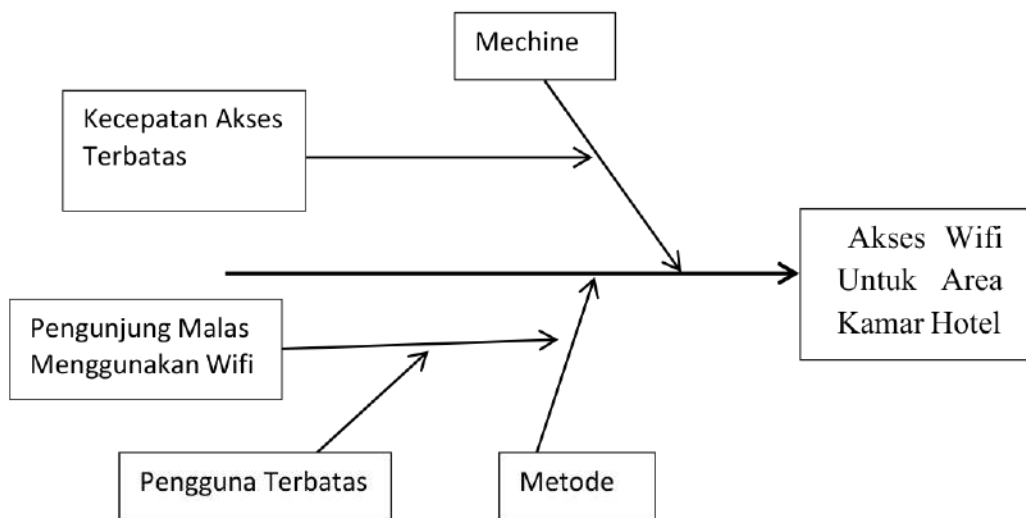 Mechine
Kecepatan Akses
Terbatas
Akses Wifi
Untuk Area
Kamar Hotel
Pengunjung Malas
Menggunakan Wifi
Pengguna Terbatas
Metode